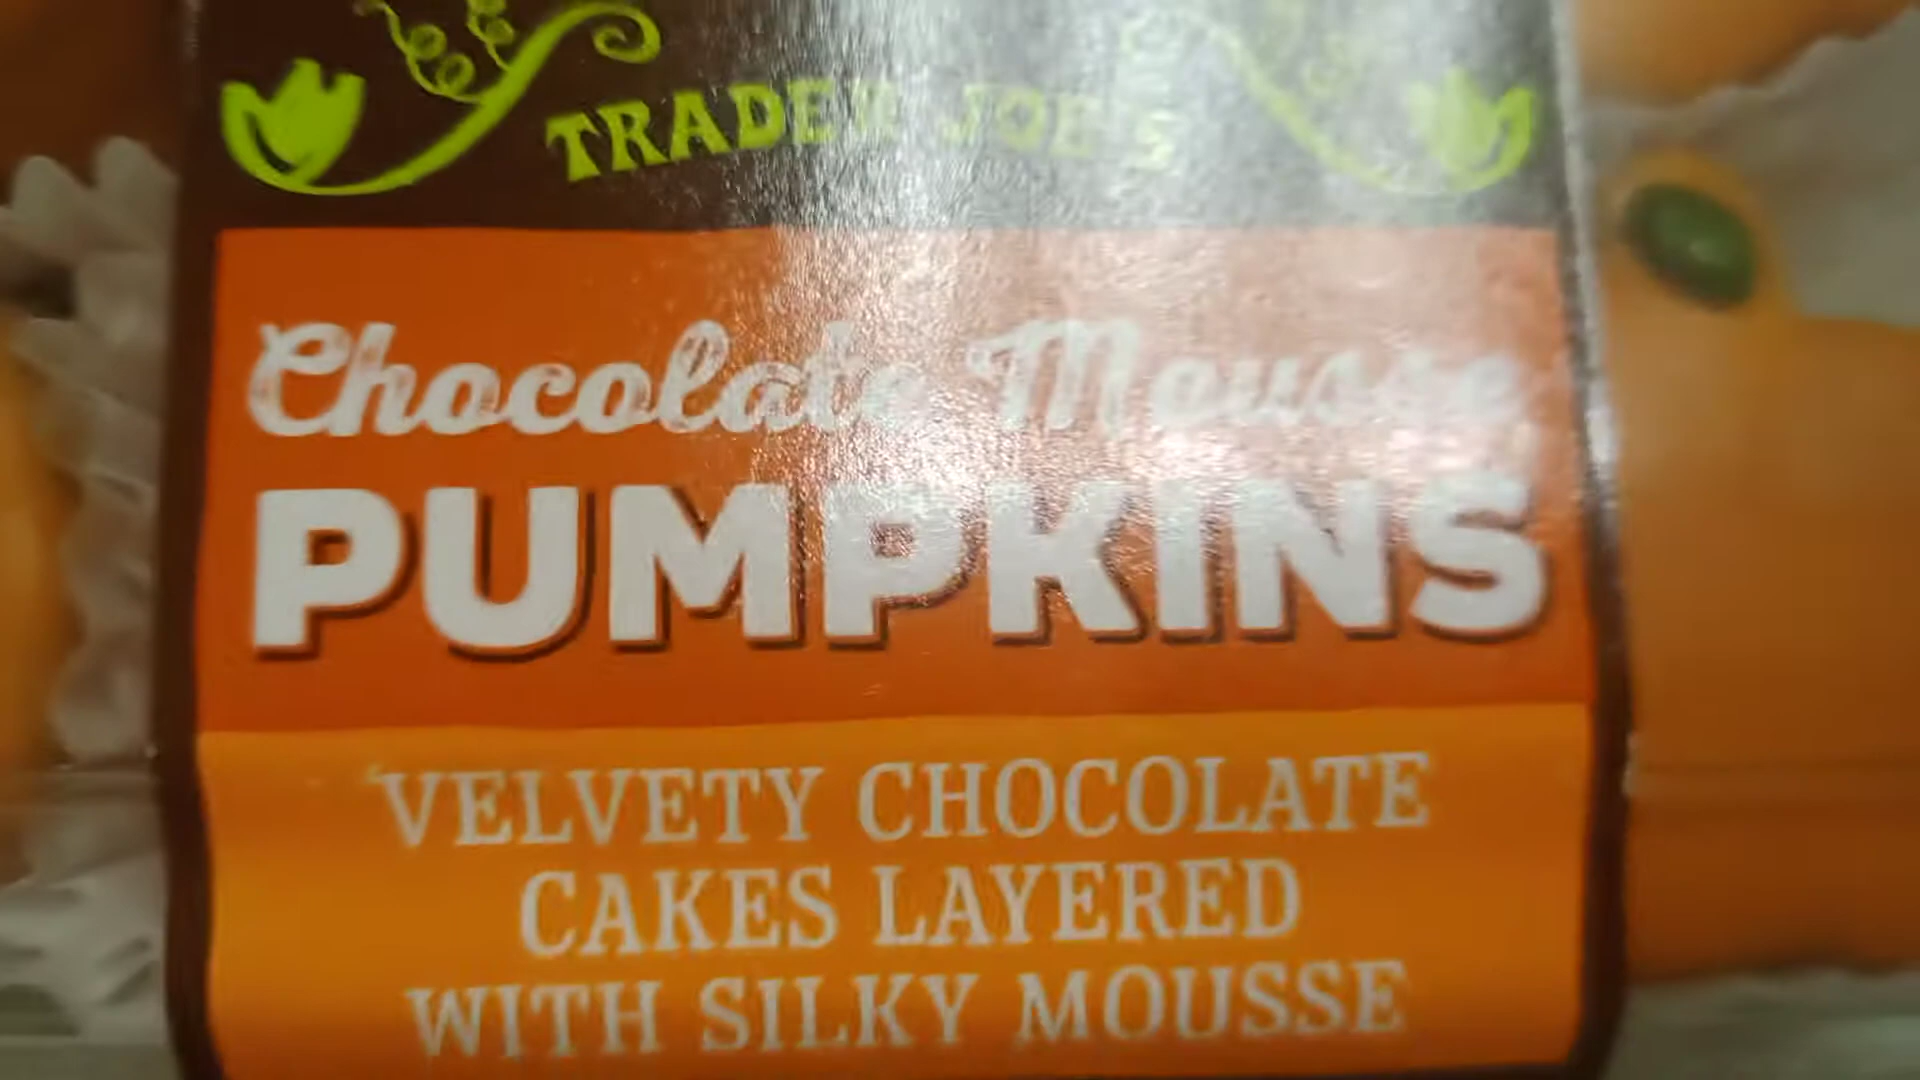 TRADER JOE'S
Chocolate Mousse
PUMPKINS
VELVETY CHOCOLATE
CAKES LAYERED
WITH SILKY MOUSSE